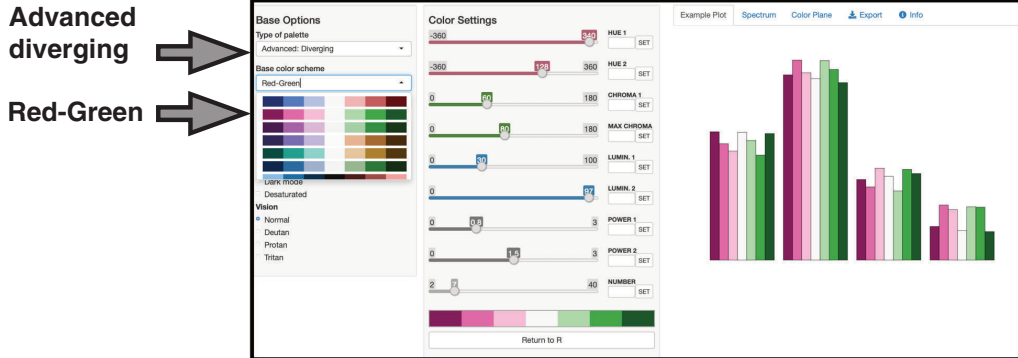 Advanced
diverging
Red-Green
Base Options
Type of palette
Advanced: Diverging
Base color scheme
Red-Green
Dark mode
Desaturated
Vision
Normal
Deutan
Protan
Tritan
Color Settings
-360 340 HUE 1
SET
-360 128 360 HUE 2
SET
0 60 180 CHROMA 1
SET
0 80 180 MAX CHROMA
SET
0 30 100 LUMIN. 1
SET
0 97 LUMIN. 2
SET
0 0.8 3 POWER 1
SET
0 1.5 3 POWER 2
SET
2 7 40 NUMBER
SET
Return to R
Example Plot Spectrum Color Plane Export Info